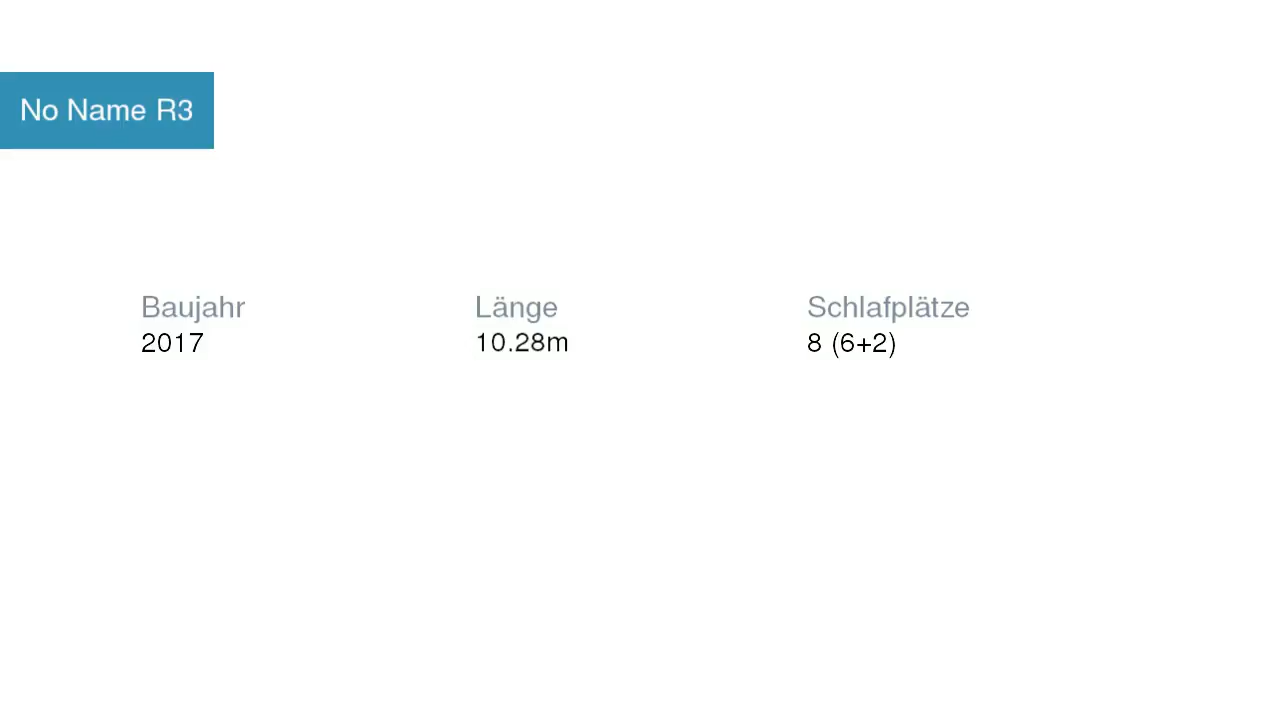 No Name R3
Baujahr
2017
Länge
10.28m
Schlafplätze
8 (6+2)